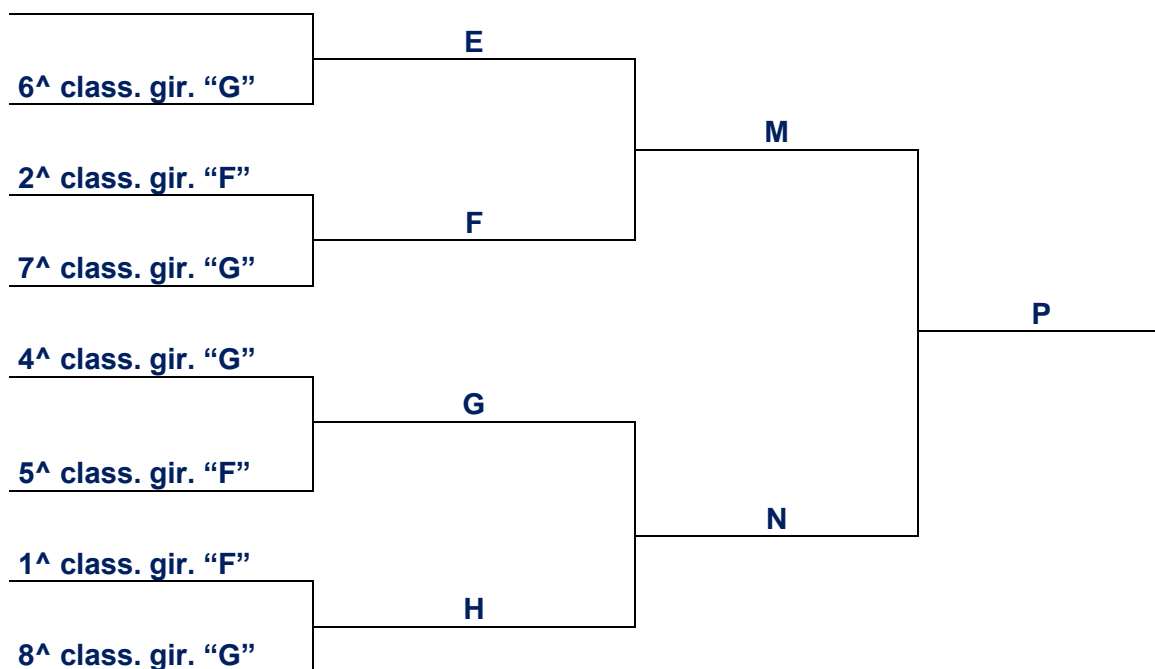 E
6^ class. gir. “G”
M
2^ class. gir. “F”
F
7^ class. gir. “G”
P
4^ class. gir. “G”
G
5^ class. gir. “F”
N
1^ class. gir. “F”
H
8^ class. gir. “G”